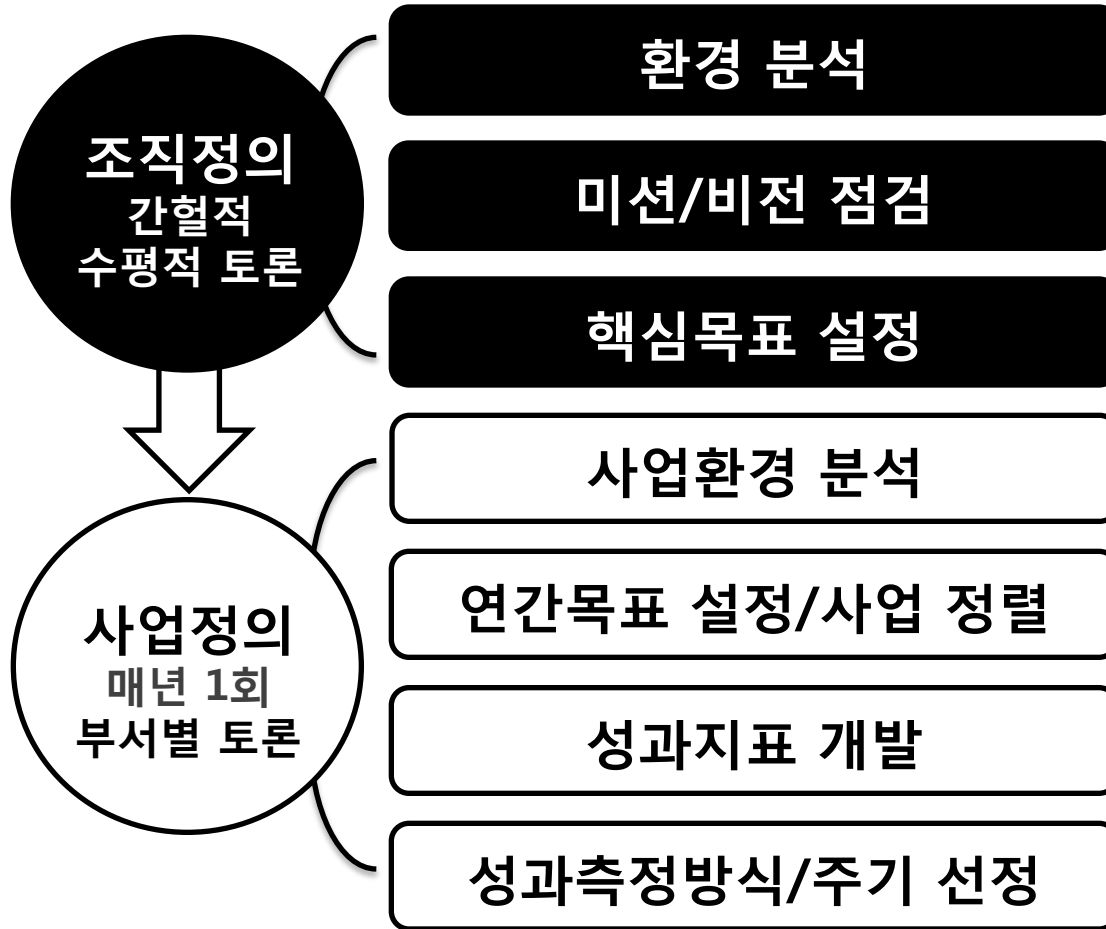 조직정의
간헐적
수평적 토론
환경 분석
미션/비전 점검
핵심목표 설정
사업정의
매년 1회
부서별 토론
사업환경 분석
연간목표 설정/사업 정렬
성과지표 개발
성과측정방식/주기 선정